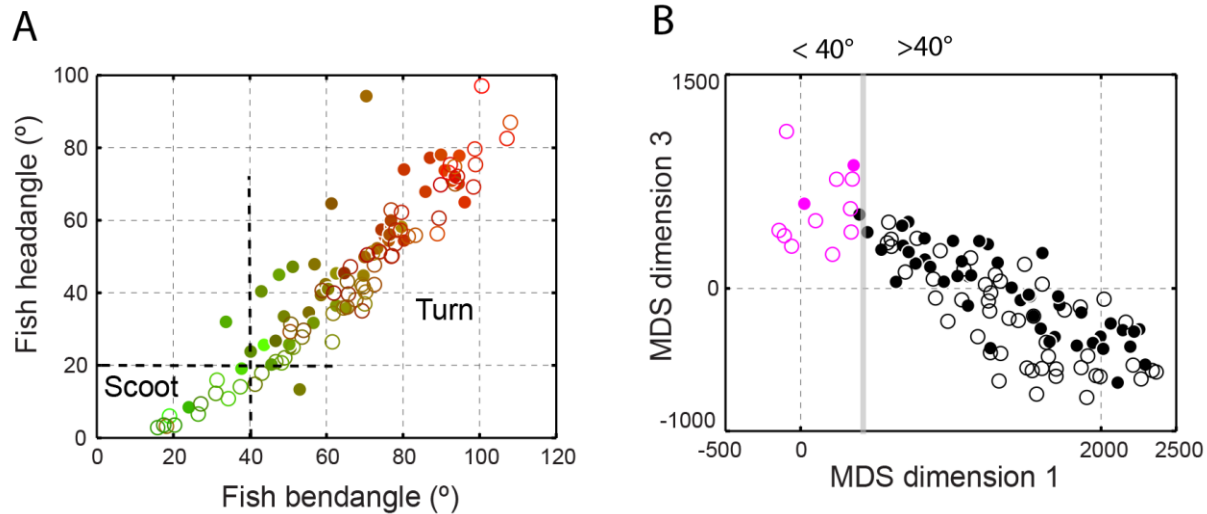 A
Fish headangle (º)
100
80
60
40
20
0
Scoot
Turn
0 20 40 60 80 100 120
Fish bendangle (º)
B
< 40° >40°
MDS dimension 3
1500
0
-1000
-500 0 2000 2500
MDS dimension 1